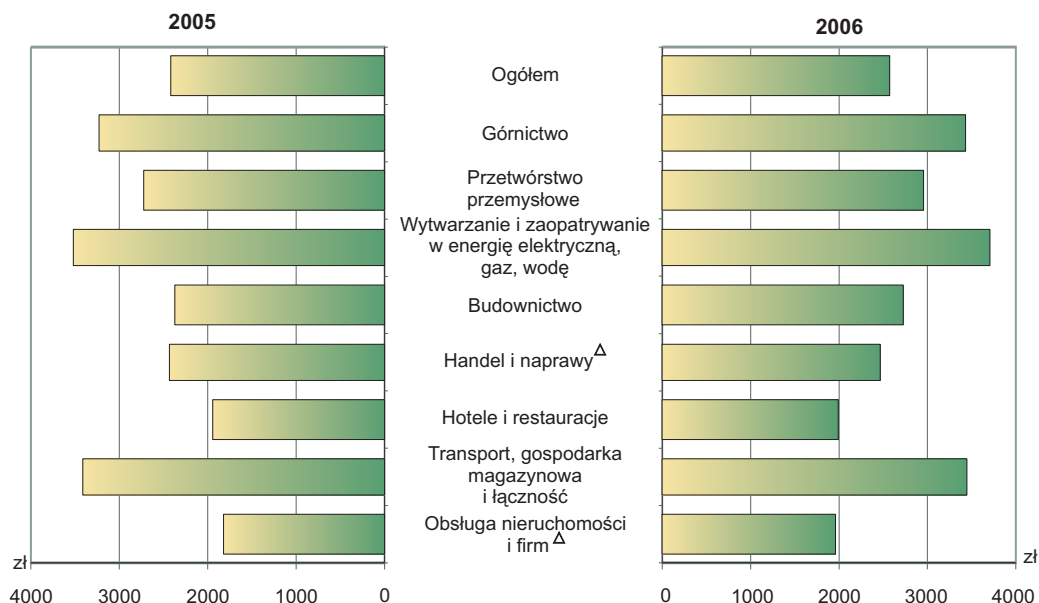 2005
2006
Ogółem
Górnictwo
Przetwórstwo
przemysłowe
Wytwarzanie i zaopatrywanie
w energię elektryczną,
gaz, wodę
Budownictwo
Handel i naprawy Δ
Hotele i restauracje
Transport, gospodarka
magazynowa
i łączność
Obsługa nieruchomości
i firm Δ
zł
zł
4000 3000 2000 1000 0
0 1000 2000 3000 4000